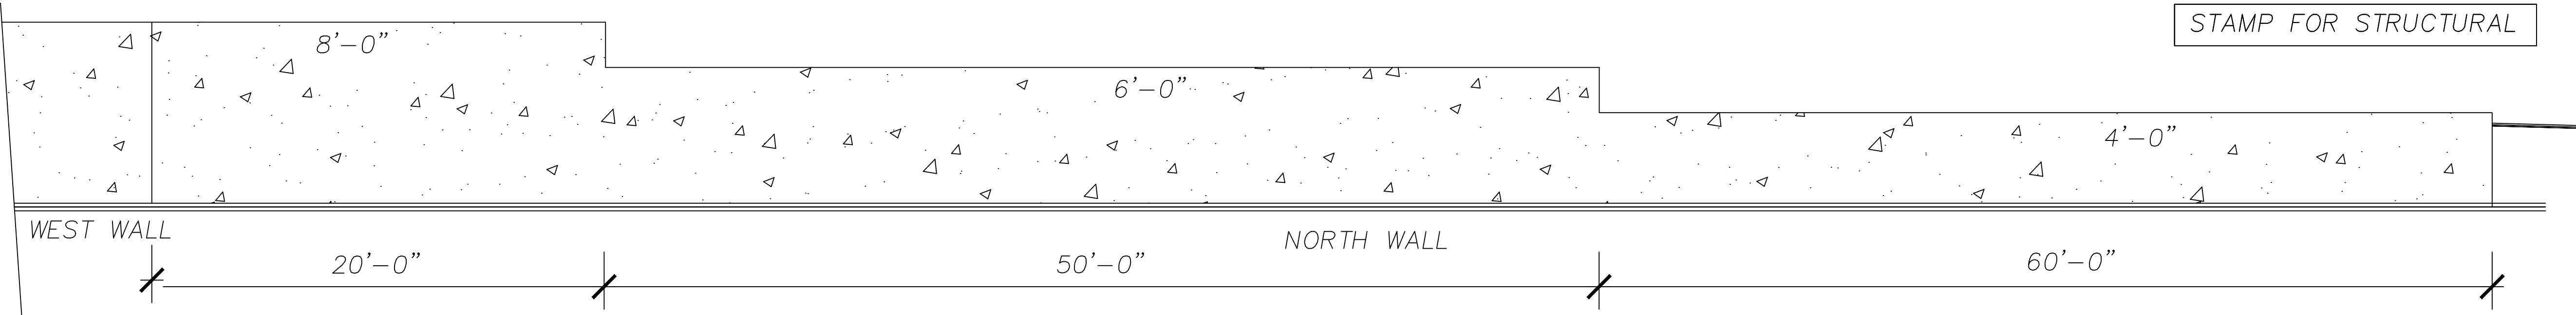 STAMP FOR STRUCTURAL
8'-0"
6'-0"
4'-0"
WEST WALL
NORTH WALL
20'-0"
50'-0"
60'-0"